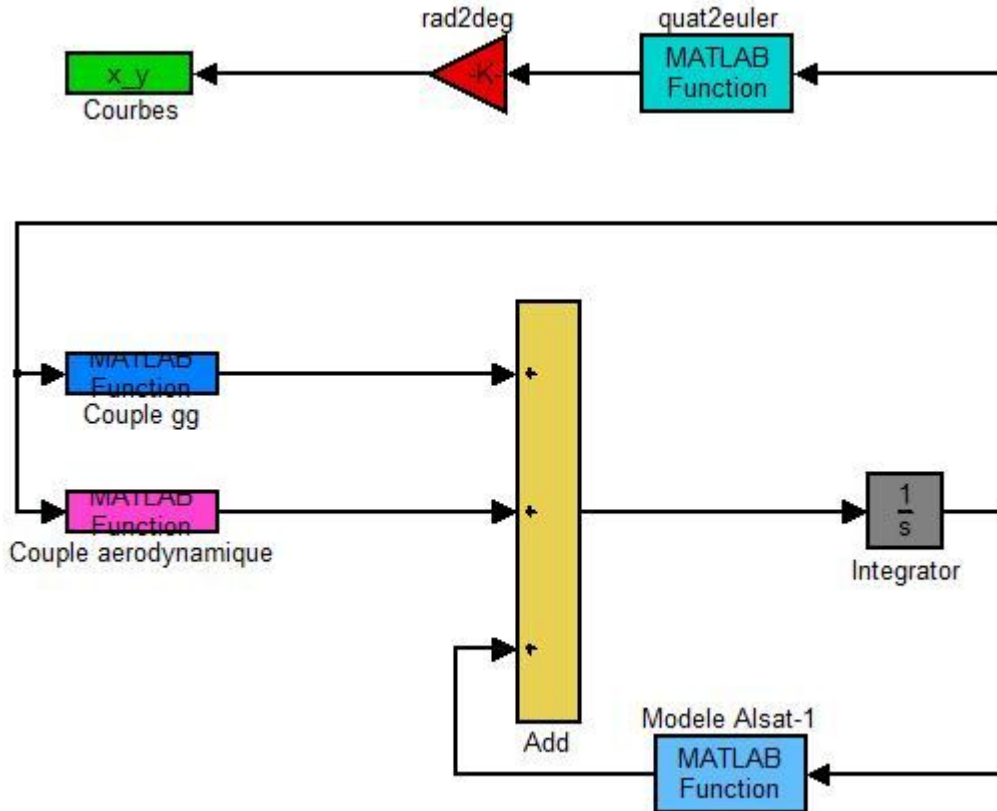 rad2deg
quat2euler
x_y
-K-
MATLAB
Function
Courbes
MATLAB
Function
Couple gg
MATLAB
Function
Couple aerodynamique
1
s
Integrator
Add
Modele Alsat-1
MATLAB
Function